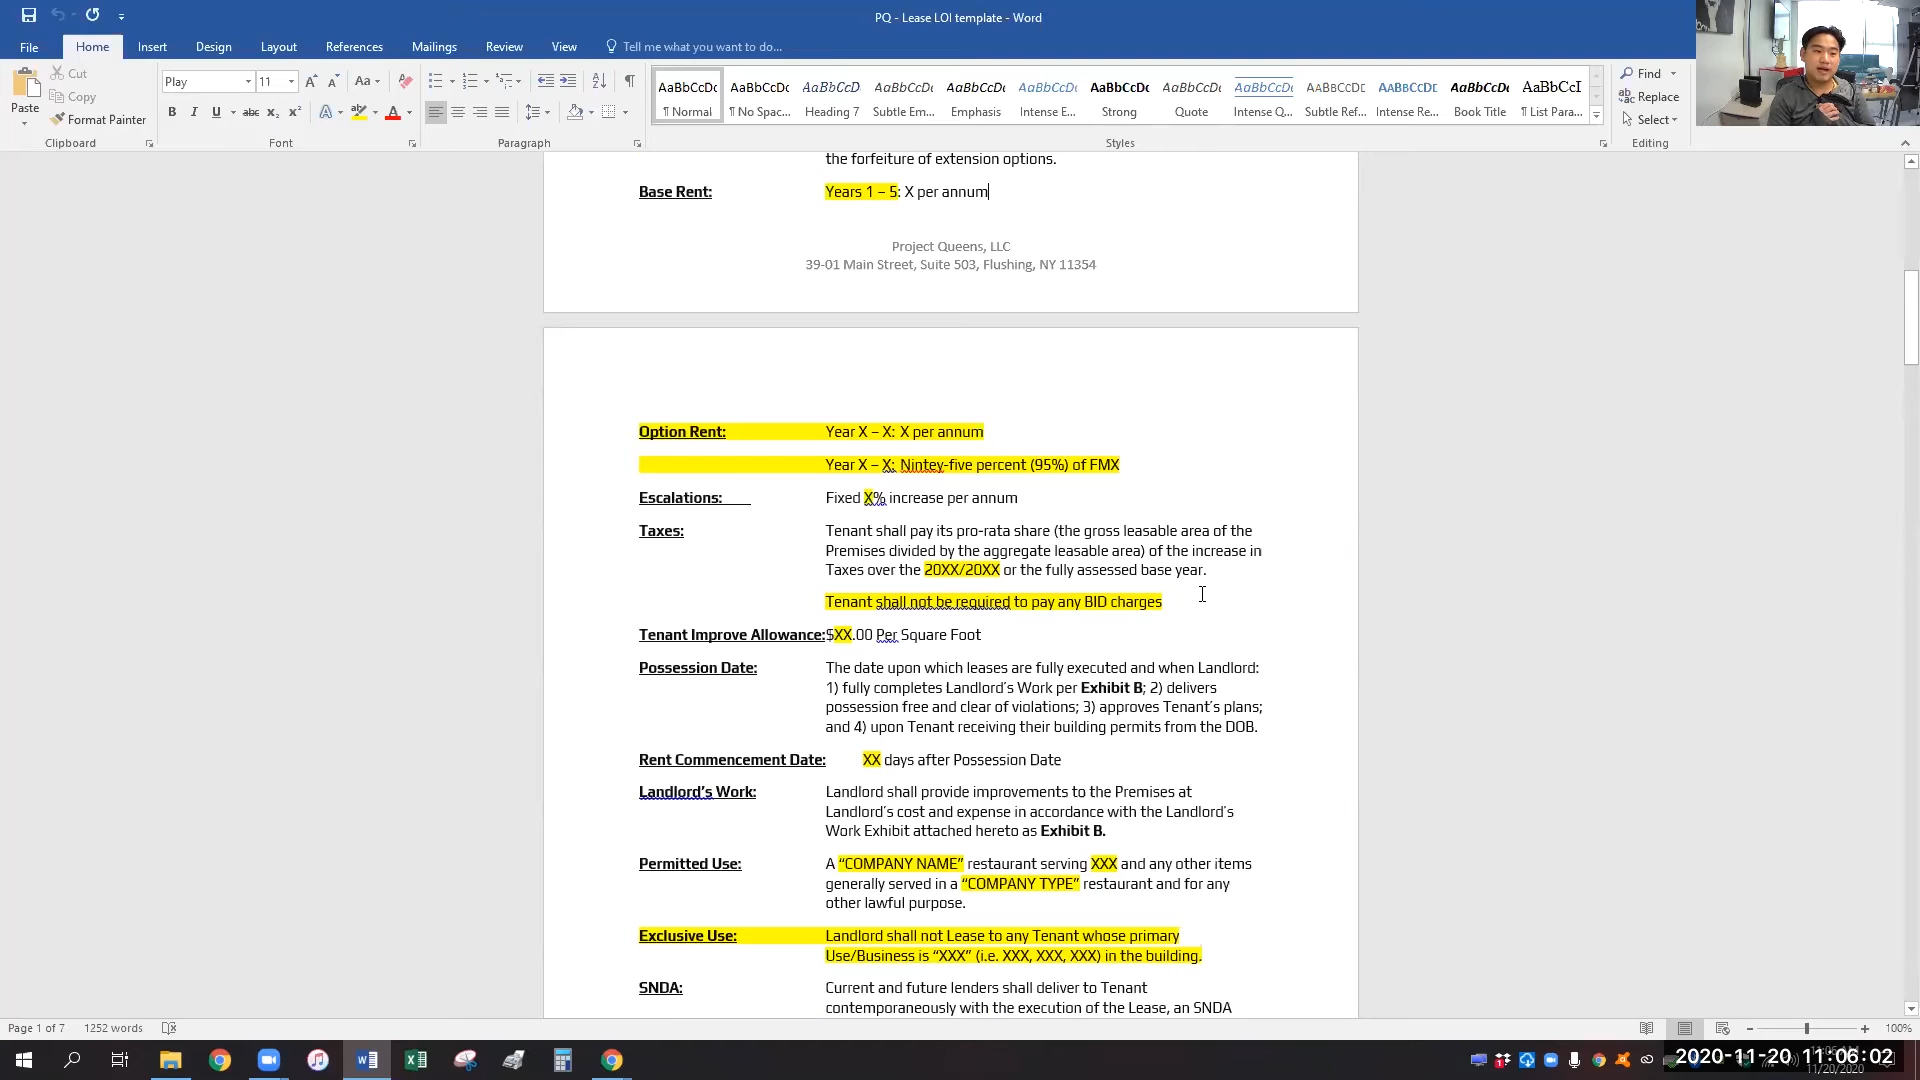 PQ - Lease LOI template - Word
File Home Insert Design Layout References Mailings Review View Tell me what you want to do...
Paste Cut Copy Format Painter
Play 11 Aa
B I U abc x₂ x² A A
AaBbCcDc AaBbCcDc AaBbCcD AaBbCcDc AaBbCcDc AaBbCcDc AaBbCcDc AaBbCcDc AaBbCcDc AaBbCcDc AaBbCcDc AaBbCcDc AaBbCcI
¶ Normal ¶ No Spac... Heading 7 Subtle Em... Emphasis Intense E... Strong Quote Intense Q... Subtle Ref... Intense Re... Book Title ¶ List Para...
Find
Replace
Select
Clipboard Font Paragraph Styles Editing
the forfeiture of extension options.
Base Rent: Years 1 – 5: X per annum
Project Queens, LLC
39-01 Main Street, Suite 503, Flushing, NY 11354
Option Rent: Year X – X: X per annum
Year X – X: Nintey-five percent (95%) of FMX
Escalations: Fixed X% increase per annum
Taxes: Tenant shall pay its pro-rata share (the gross leasable area of the
Premises divided by the aggregate leasable area) of the increase in
Taxes over the 20XX/20XX or the fully assessed base year.
Tenant shall not be required to pay any BID charges
Tenant Improve Allowance: $XX.00 Per Square Foot
Possession Date: The date upon which leases are fully executed and when Landlord:
1) fully completes Landlord's Work per Exhibit B; 2) delivers
possession free and clear of violations; 3) approves Tenant's plans;
and 4) upon Tenant receiving their building permits from the DOB.
Rent Commencement Date: XX days after Possession Date
Landlord's Work: Landlord shall provide improvements to the Premises at
Landlord's cost and expense in accordance with the Landlord's
Work Exhibit attached hereto as Exhibit B.
Permitted Use: A “COMPANY NAME” restaurant serving XXX and any other items
generally served in a “COMPANY TYPE” restaurant and for any
other lawful purpose.
Exclusive Use: Landlord shall not Lease to any Tenant whose primary
Use/Business is “XXX” (i.e. XXX, XXX, XXX) in the building.
SNDA: Current and future lenders shall deliver to Tenant
contemporaneously with the execution of the Lease, an SNDA
Page 1 of 7 1252 words 100%
2020-11-20 11:06:02
11/20/2020